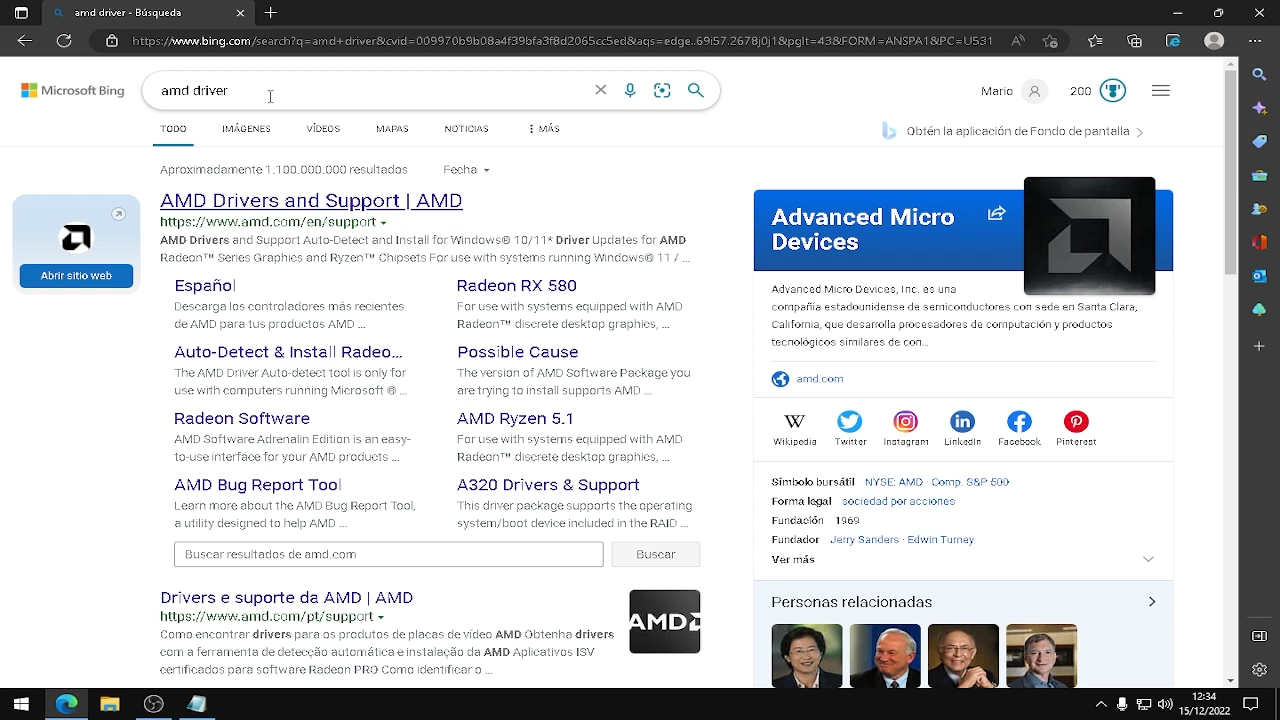 amd driver - Búsqueda
https://www.bing.com/search?q=amd+driver&cvid=009970b9b08a4f39bfa3f8d2065cc5ed&aqs=edge..69i57.2678j0j1&pglt=43&FORM=ANSPA1&PC=U531
Microsoft Bing
amd driver
Mario
200
TODO
IMÁGENES
VÍDEOS
MAPAS
NOTICIAS
MÁS
Obtén la aplicación de Fondo de pantalla
Aproximadamente 1.100.000.000 resultados
Fecha
Abrir sitio web
AMD Drivers and Support | AMD
https://www.amd.com/en/support
AMD Drivers and Support Auto-Detect and Install for Windows® 10/11* Driver Updates for AMD
Radeon™ Series Graphics and Ryzen™ Chipsets For use with systems running Windows® 11 / ...
Español
Descarga los controladores más recientes
de AMD para tus productos AMD ...
Radeon RX 580
For use with systems equipped with AMD
Radeon™ discrete desktop graphics, ...
Auto-Detect & Install Radeo...
The AMD Driver Auto-detect tool is only for
use with computers running Microsoft ® ...
Possible Cause
The version of AMD Software Package you
are trying to install supports AMD ...
Radeon Software
AMD Software Adrenalin Edition is an easy-
to-use interface for your AMD products ...
AMD Ryzen 5.1
For use with systems equipped with AMD
Radeon™ discrete desktop graphics, ...
AMD Bug Report Tool
Learn more about the AMD Bug Report Tool,
a utility designed to help AMD ...
A320 Drivers & Support
This driver package supports the operating
system/boot device included in the RAID ...
Buscar resultados de amd.com
Buscar
Drivers e suporte da AMD | AMD
https://www.amd.com/pt/support
Como encontrar drivers para os produtos de placas de vídeo AMD Obtenha drivers
com a ferramenta de detecção automática e instalação da AMD Aplicativos ISV
certificados para software Radeon PRO Como identificar o ...
AMD
Advanced Micro
Devices
Advanced Micro Devices, Inc. es una
compañía estadounidense de semiconductores con sede en Santa Clara,
California, que desarrolla procesadores de computación y productos
tecnológicos similares de con...
amd.com
W
Wikipedia
Twitter
Instagram
LinkedIn
Facebook
Pinterest
Símbolo bursátil NYSE: AMD · Comp. S&P 500
Forma legal sociedad por acciones
Fundación 1969
Fundador Jerry Sanders · Edwin Turney
Ver más
Personas relacionadas
12:34
15/12/2022